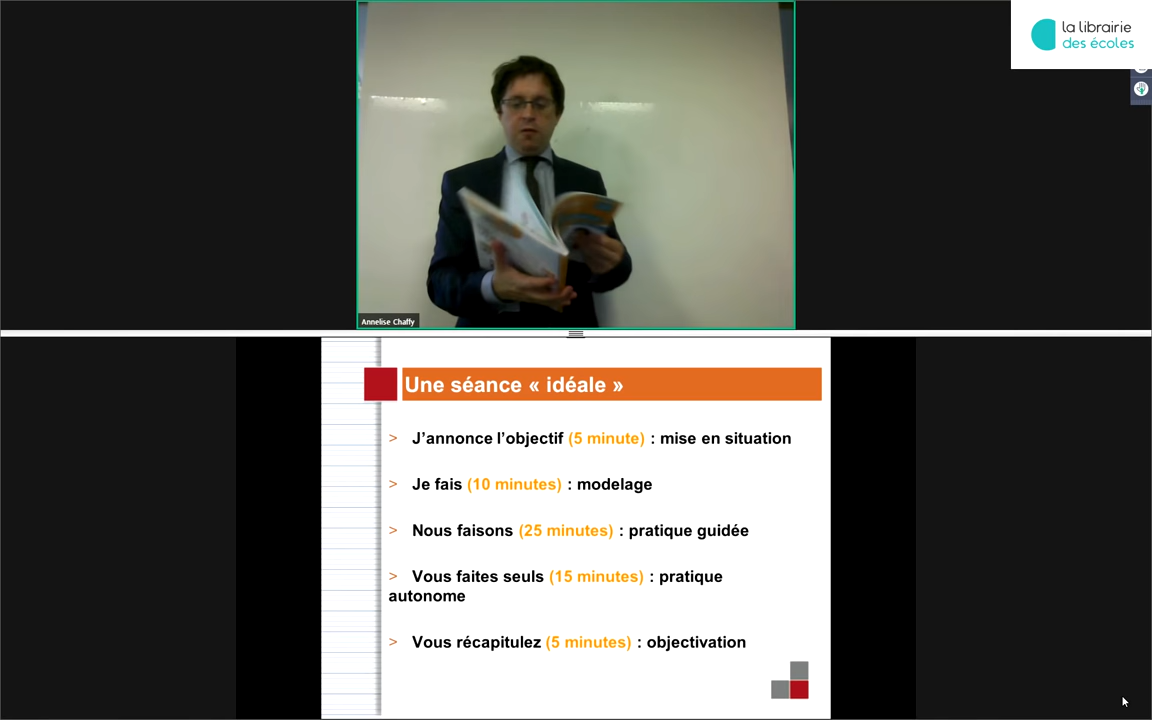 la librairie
des écoles
Annelise Chaffy
Une séance « idéale »
> J’annonce l’objectif (5 minute) : mise en situation
> Je fais (10 minutes) : modelage
> Nous faisons (25 minutes) : pratique guidée
> Vous faites seuls (15 minutes) : pratique
autonome
> Vous récapitulez (5 minutes) : objectivation